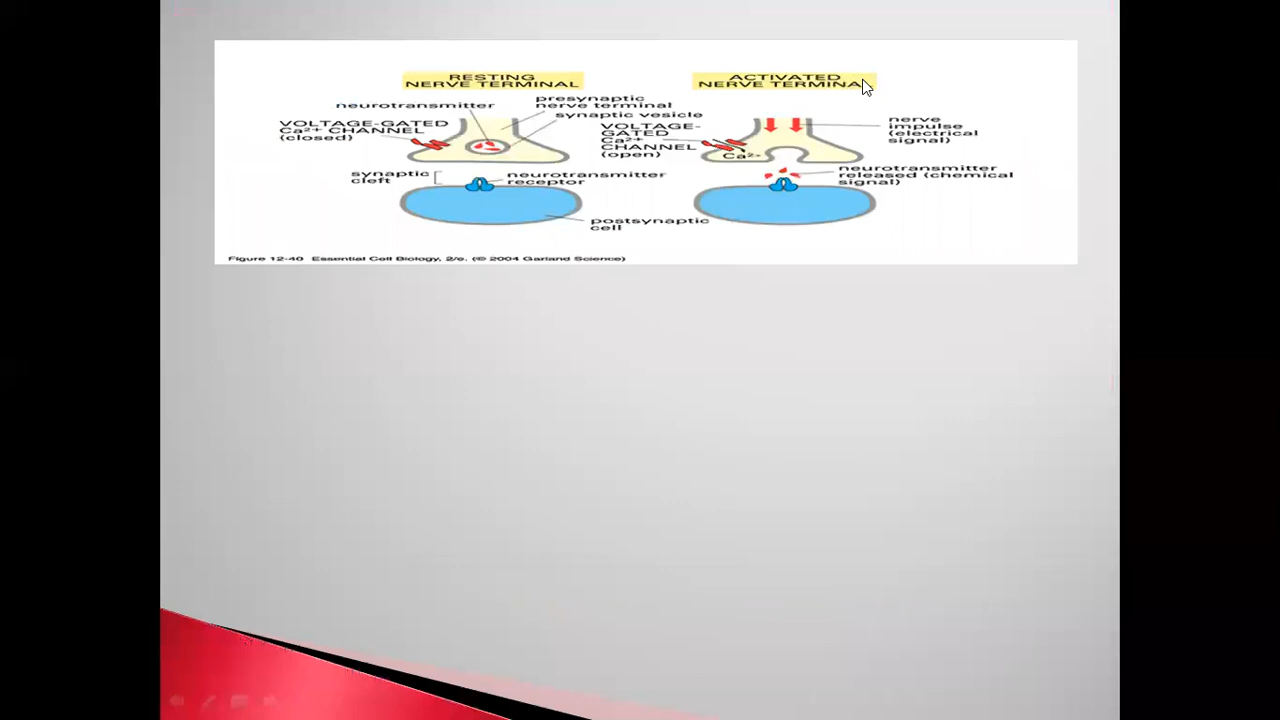 RESTING
NERVE TERMINAL
neurotransmitter
presynaptic
nerve terminal
synaptic vesicle
VOLTAGE-GATED
Ca2+ CHANNEL
(closed)
synaptic
cleft
neurotransmitter
receptor
postsynaptic
cell
ACTIVATED
NERVE TERMINAL
VOLTAGE-
GATED
Ca2+
CHANNEL
(open)
Ca2+
nerve
impulse
(electrical
signal)
neurotransmitter
released (chemical
signal)
Figure 12-40 Essential Cell Biology, 2/e. (© 2004 Garland Science)